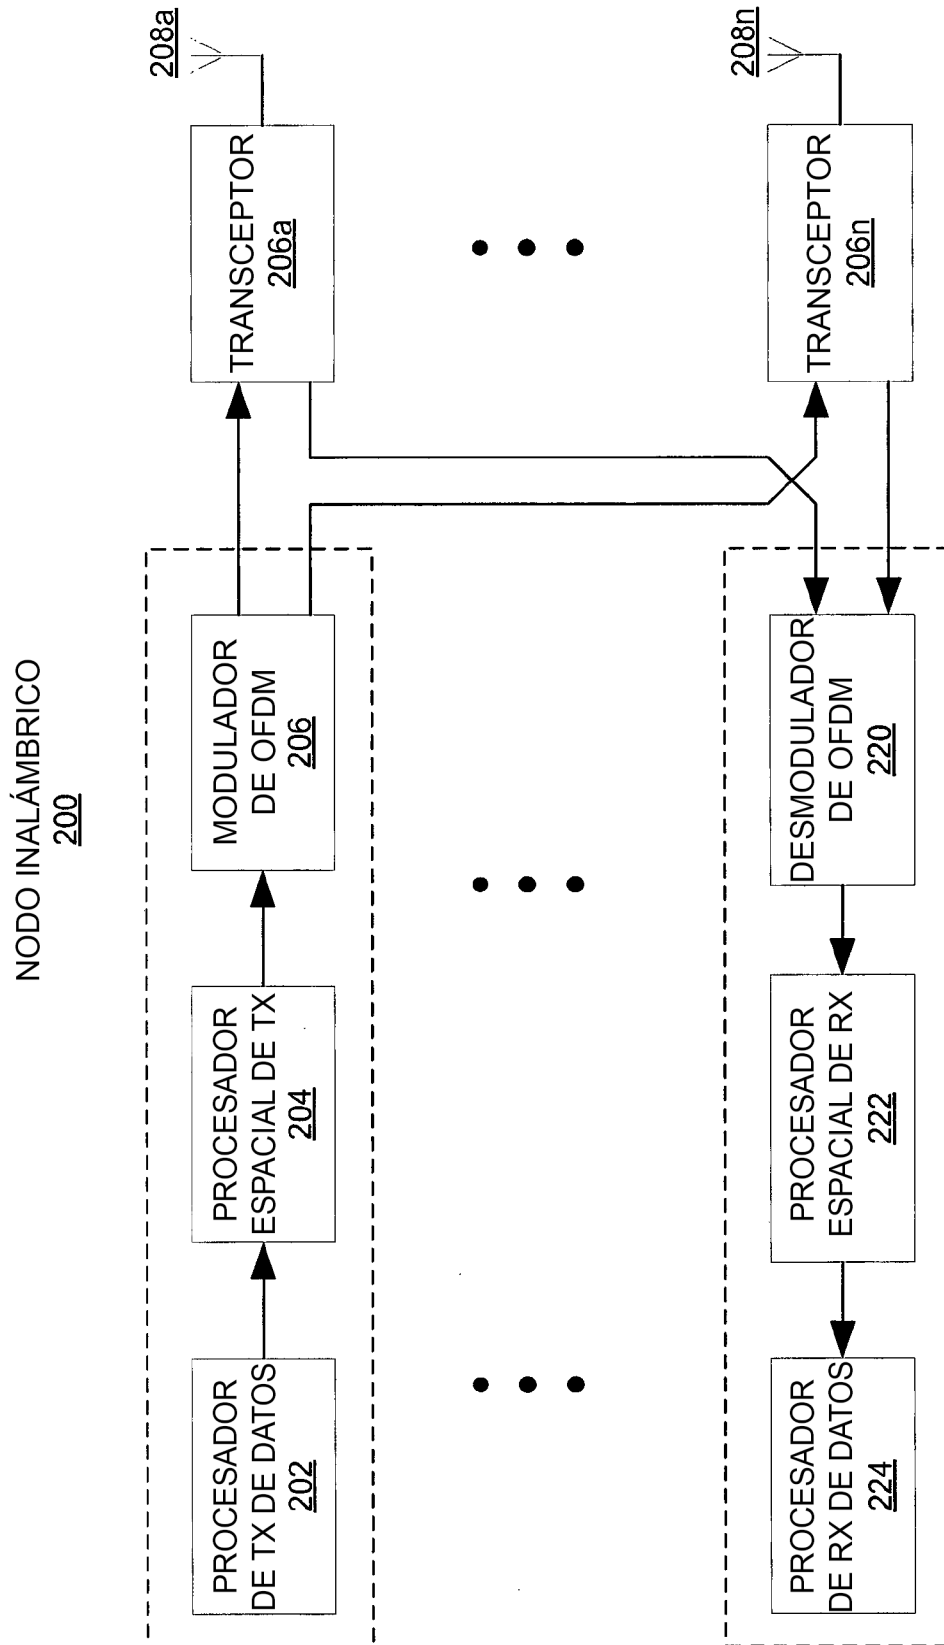 NODO INALÁMBRICO
200
PROCESADOR
DE TX DE DATOS
202
PROCESADOR
ESPACIAL DE TX
204
MODULADOR
DE OFDM
206
TRANSCEPTOR
206a
208a
PROCESADOR
DE RX DE DATOS
224
PROCESADOR
ESPACIAL DE RX
222
DESMODULADOR
DE OFDM
220
TRANSCEPTOR
206n
208n